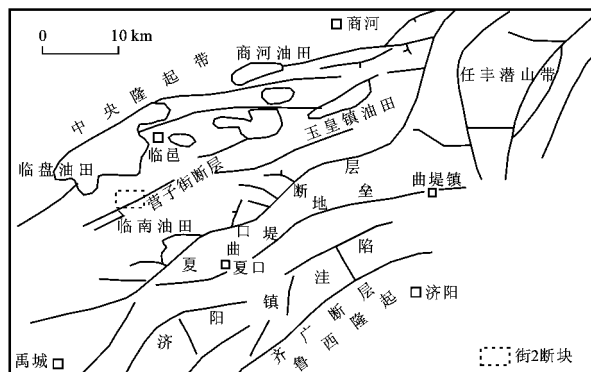 0 10 km
商河
商河油田
中央隆起带
任丰潜山带
玉皇镇油田
临邑
临盘油田
营子街断层
曲堤镇
夏口断层
曲堤地垒
临南油田
夏口
济阳镇洼陷
济阳
齐广断层
鲁西隆起
禹城
街2断块